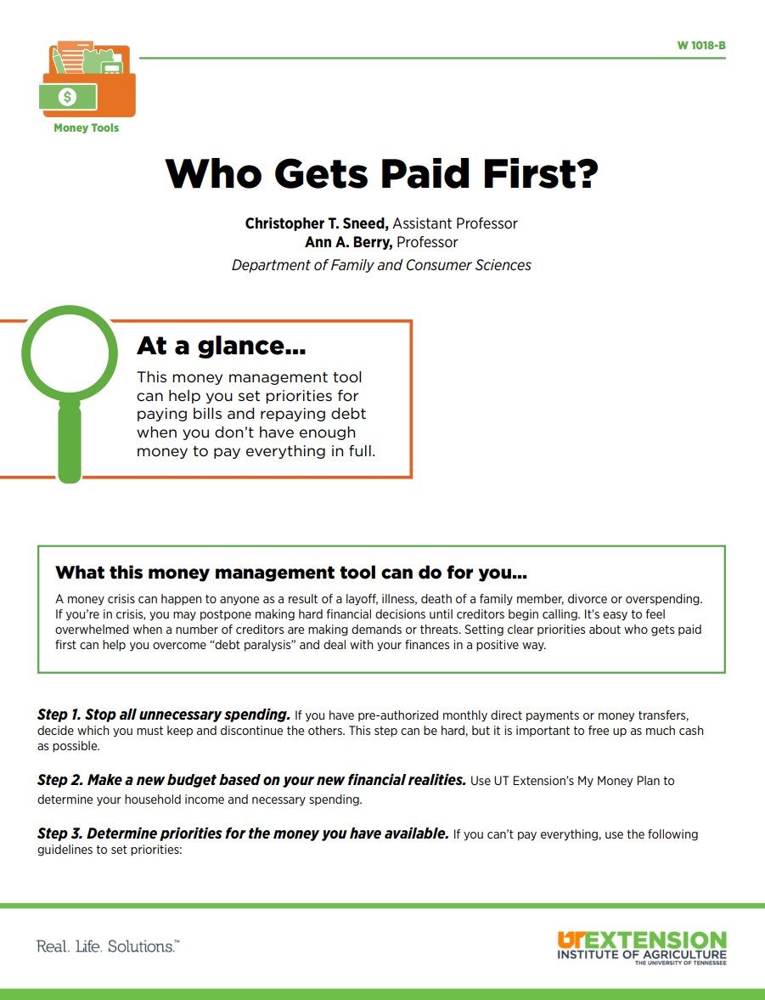 W 1018-B
$
Money Tools
Who Gets Paid First?
Christopher T. Sneed, Assistant Professor
Ann A. Berry, Professor
Department of Family and Consumer Sciences
At a glance...
This money management tool
can help you set priorities for
paying bills and repaying debt
when you don’t have enough
money to pay everything in full.
What this money management tool can do for you...
A money crisis can happen to anyone as a result of a layoff, illness, death of a family member, divorce or overspending.
If you’re in crisis, you may postpone making hard financial decisions until creditors begin calling. It’s easy to feel
overwhelmed when a number of creditors are making demands or threats. Setting clear priorities about who gets paid
first can help you overcome “debt paralysis” and deal with your finances in a positive way.
Step 1. Stop all unnecessary spending. If you have pre-authorized monthly direct payments or money transfers,
decide which you must keep and discontinue the others. This step can be hard, but it is important to free up as much cash
as possible.
Step 2. Make a new budget based on your new financial realities. Use UT Extension’s My Money Plan to
determine your household income and necessary spending.
Step 3. Determine priorities for the money you have available. If you can’t pay everything, use the following
guidelines to set priorities:
Real. Life. Solutions.™
UTEXTENSION
INSTITUTE OF AGRICULTURE
THE UNIVERSITY OF TENNESSEE